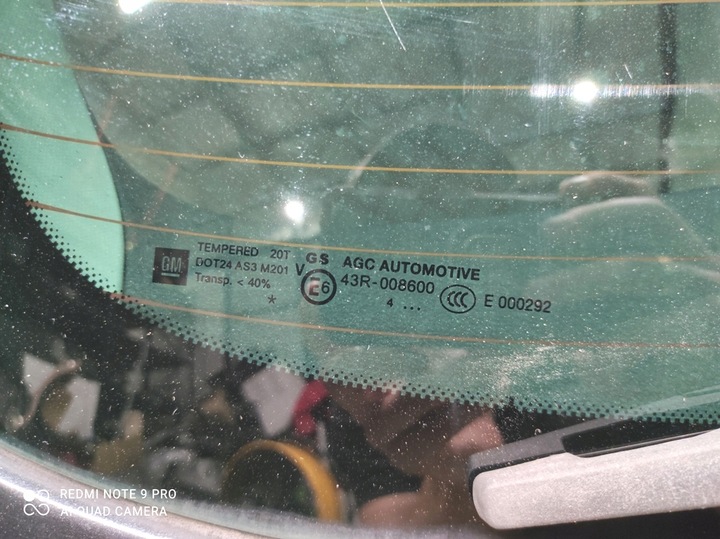 GM
TEMPERED 20T GS AGC AUTOMOTIVE
DOT24 AS3 M201 V E6 43R-008600 CCC E 000292
Transp. < 40% * 4 ...
REDMI NOTE 9 PRO
AI QUAD CAMERA